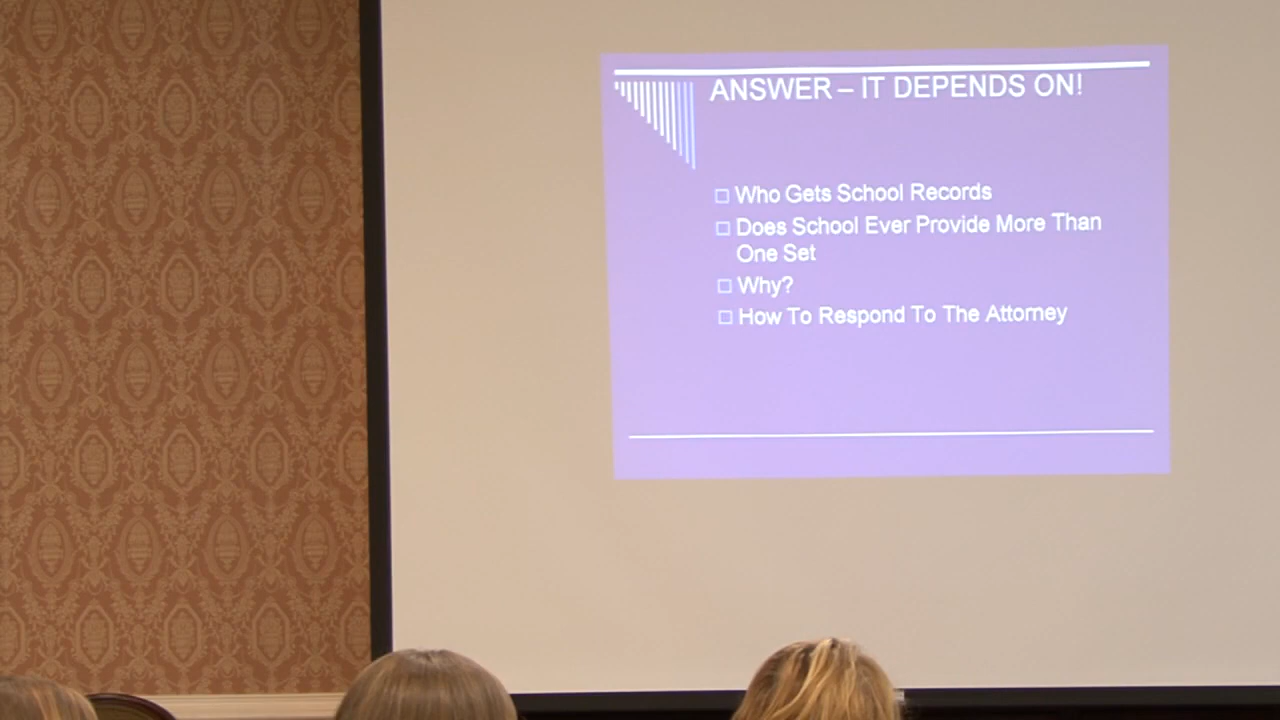 ANSWER – IT DEPENDS ON!
Who Gets School Records
Does School Ever Provide More Than
One Set
Why?
How To Respond To The Attorney